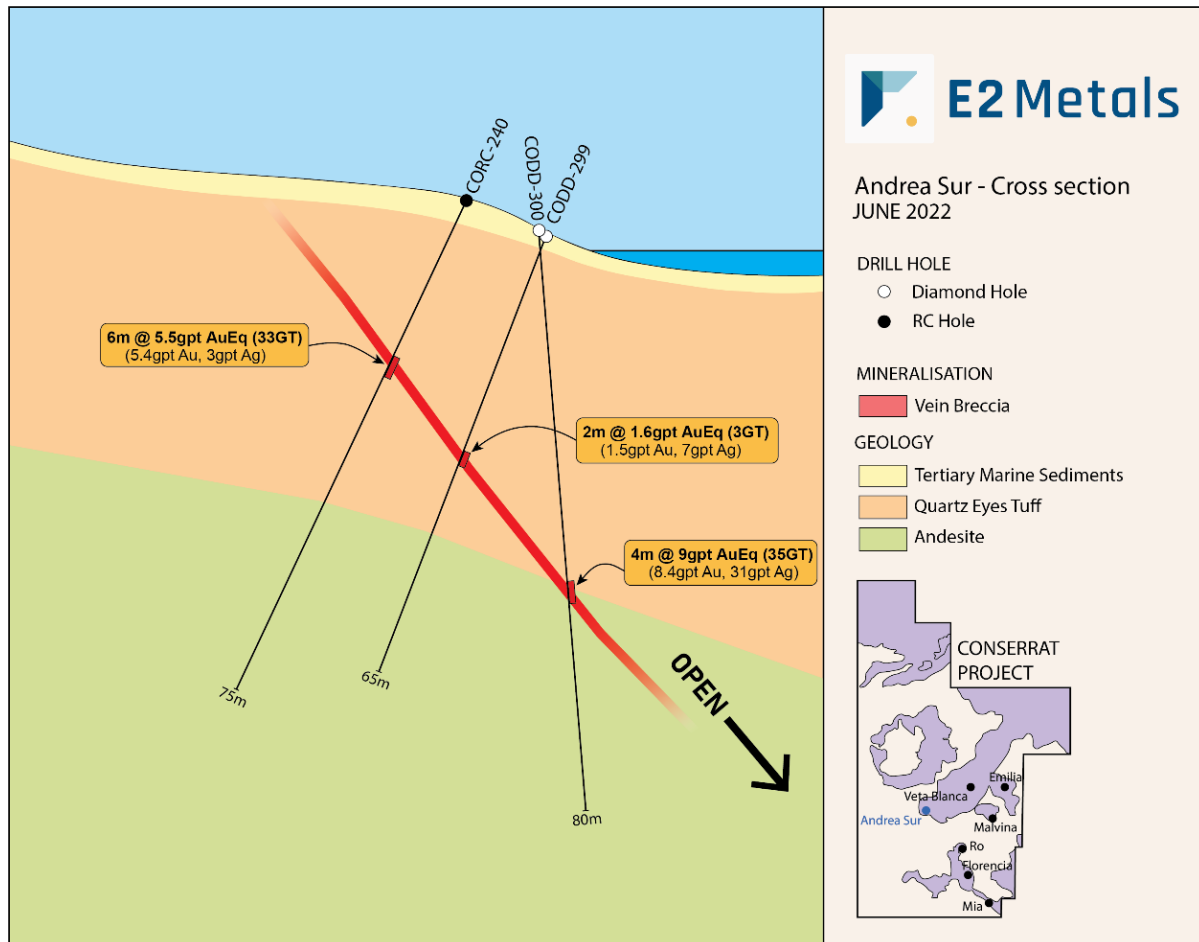 CORC-240
CODD-300
CODD-299
6m @ 5.5gpt AuEq (33GT)
(5.4gpt Au, 3gpt Ag)
2m @ 1.6gpt AuEq (3GT)
(1.5gpt Au, 7gpt Ag)
4m @ 9gpt AuEq (35GT)
(8.4gpt Au, 31gpt Ag)
75m
65m
80m
OPEN
E2 Metals
Andrea Sur - Cross section
JUNE 2022
DRILL HOLE
Diamond Hole
RC Hole
MINERALISATION
Vein Breccia
GEOLOGY
Tertiary Marine Sediments
Quartz Eyes Tuff
Andesite
CONSERRAT
PROJECT
Emilia
Veta Blanca
Andrea Sur
Malvina
Ro
Florencia
Mia